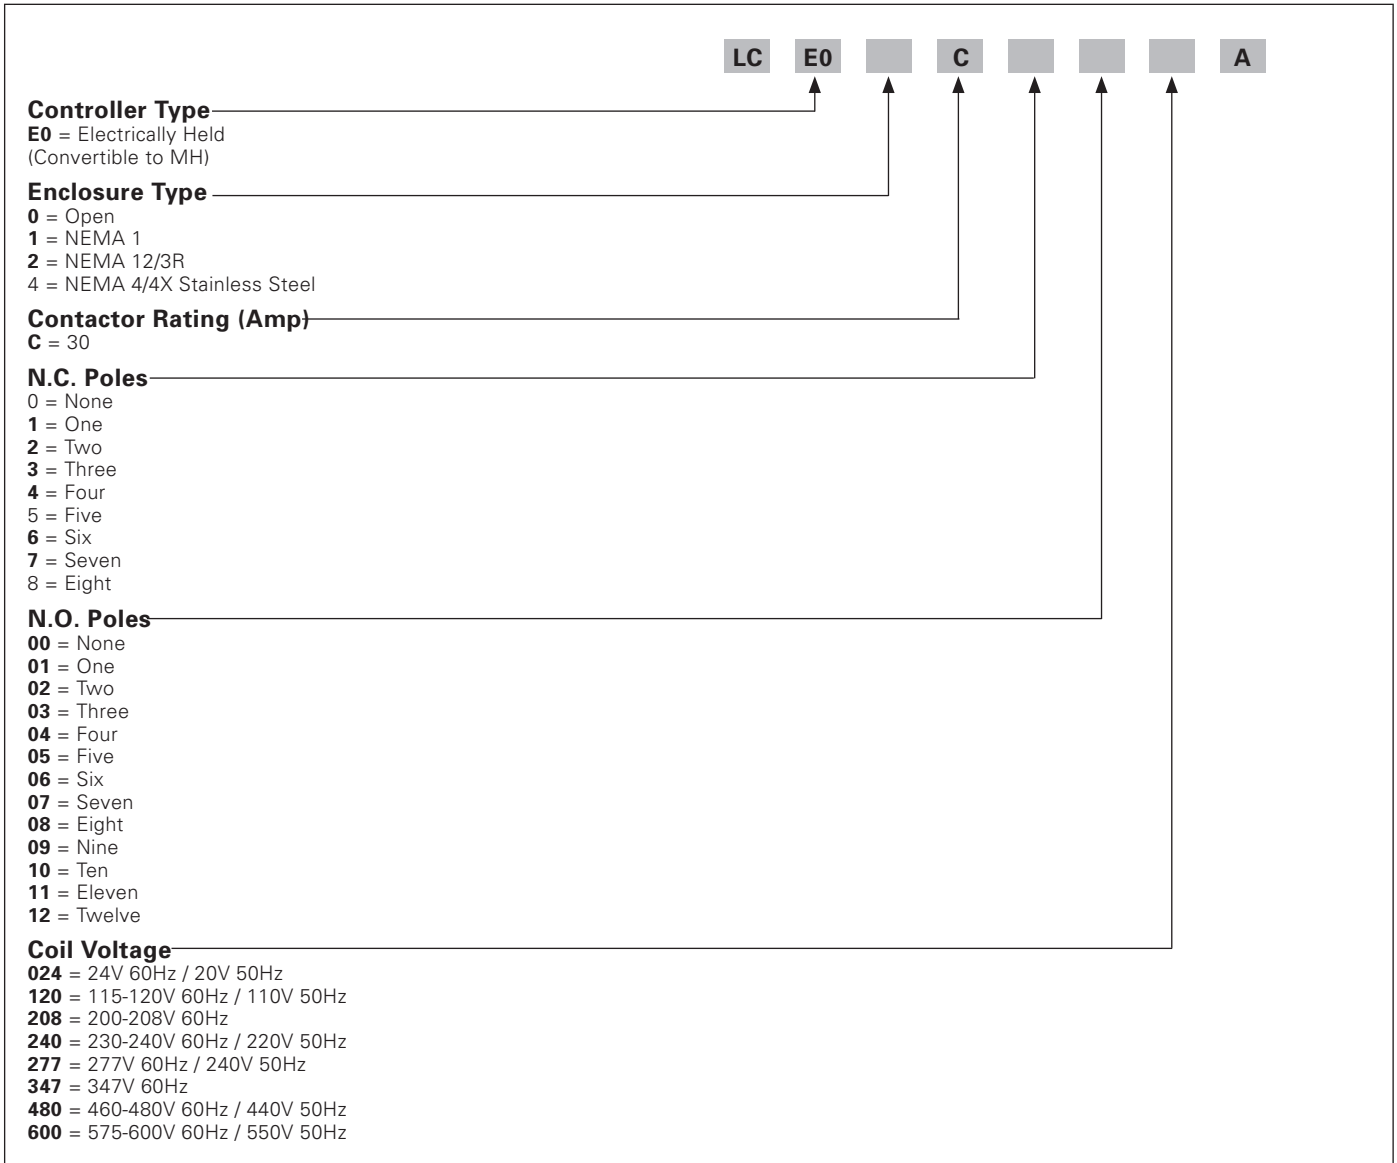 LC E0 C A
Controller Type
E0 = Electrically Held
(Convertible to MH)
Enclosure Type
0 = Open
1 = NEMA 1
2 = NEMA 12/3R
4 = NEMA 4/4X Stainless Steel
Contactor Rating (Amp)
C = 30
N.C. Poles
0 = None
1 = One
2 = Two
3 = Three
4 = Four
5 = Five
6 = Six
7 = Seven
8 = Eight
N.O. Poles
00 = None
01 = One
02 = Two
03 = Three
04 = Four
05 = Five
06 = Six
07 = Seven
08 = Eight
09 = Nine
10 = Ten
11 = Eleven
12 = Twelve
Coil Voltage
024 = 24V 60Hz / 20V 50Hz
120 = 115-120V 60Hz / 110V 50Hz
208 = 200-208V 60Hz
240 = 230-240V 60Hz / 220V 50Hz
277 = 277V 60Hz / 240V 50Hz
347 = 347V 60Hz
480 = 460-480V 60Hz / 440V 50Hz
600 = 575-600V 60Hz / 550V 50Hz